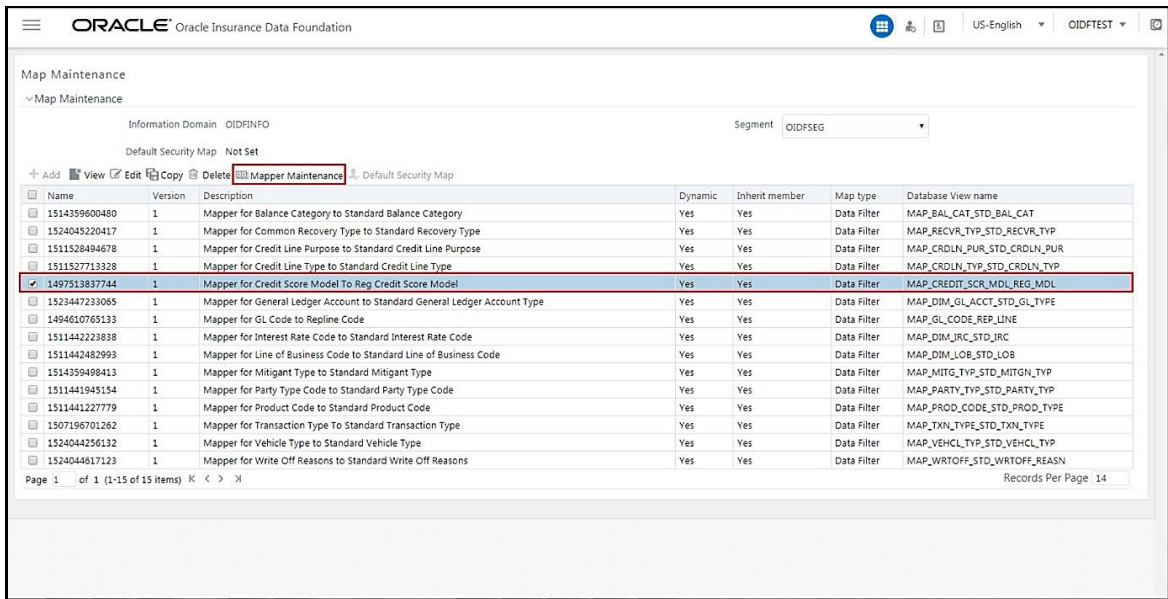 ORACLE Oracle Insurance Data Foundation US-English OIDFTEST
Map Maintenance
Map Maintenance
Information Domain OIDFINFO Segment OIDFSEG
Default Security Map Not Set
Add View Edit Copy Delete Mapper Maintenance Default Security Map
Name Version Description Dynamic Inherit member Map type Database View name
1514359600480 1 Mapper for Balance Category to Standard Balance Category Yes Yes Data Filter MAP_BAL_CAT_STD_BAL_CAT
1524045220417 1 Mapper for Common Recovery Type to Standard Recovery Type Yes Yes Data Filter MAP_RECVR_TYP_STD_RECVR_TYP
1511528494678 1 Mapper for Credit Line Purpose to Standard Credit Line Purpose Yes Yes Data Filter MAP_CRDLN_PUR_STD_CRDLN_PUR
1511527713328 1 Mapper for Credit Line Type to Standard Credit Line Type Yes Yes Data Filter MAP_CRDLN_TYP_STD_CRDLN_TYP
1497513837744 1 Mapper for Credit Score Model To Reg Credit Score Model Yes Yes Data Filter MAP_CREDIT_SCR_MDL_REG_MDL
1523447233065 1 Mapper for General Ledger Account to Standard General Ledger Account Type Yes Yes Data Filter MAP_DIM_GL_ACCT_STD_GL_TYPE
1494610765133 1 Mapper for GL Code to Repline Code Yes Yes Data Filter MAP_GL_CODE_REP_LINE
1511442223838 1 Mapper for Interest Rate Code to Standard Interest Rate Code Yes Yes Data Filter MAP_DIM_IRC_STD_IRC
1511442482993 1 Mapper for Line of Business Code to Standard Line of Business Code Yes Yes Data Filter MAP_DIM_LOB_STD_LOB
1514359498413 1 Mapper for Mitigant Type to Standard Mitigant Type Yes Yes Data Filter MAP_MITG_TYP_STD_MITGN_TYP
1511441945154 1 Mapper for Party Type Code to Standard Party Type Code Yes Yes Data Filter MAP_PARTY_TYP_STD_PARTY_TYP
1511441227779 1 Mapper for Product Code to Standard Product Code Yes Yes Data Filter MAP_PROD_CODE_STD_PROD_TYPE
1507196701262 1 Mapper for Transaction Type To Standard Transaction Type Yes Yes Data Filter MAP_TXN_TYPE_STD_TXN_TYPE
1524044256132 1 Mapper for Vehicle Type to Standard Vehicle Type Yes Yes Data Filter MAP_VEHCL_TYP_STD_VEHCL_TYP
1524044617123 1 Mapper for Write Off Reasons to Standard Write Off Reasons Yes Yes Data Filter MAP_WRTOFF_STD_WRTOFF_REASN
Page 1 of 1 (1-15 of 15 items) Records Per Page 14